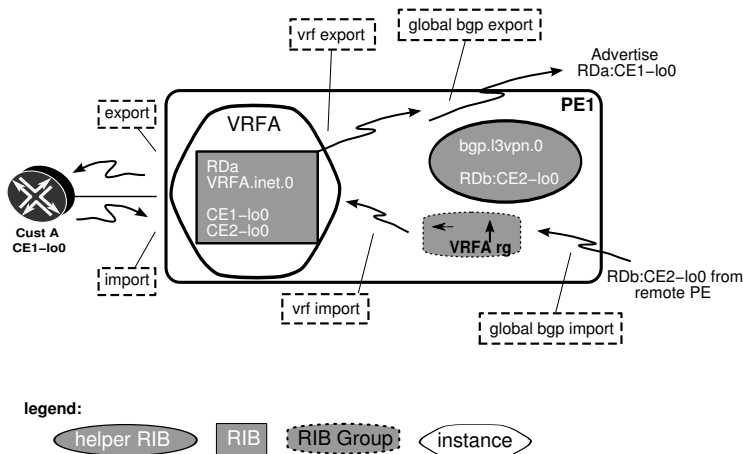 global bgp export
vrf export
Advertise
RDa:CE1−lo0
PE1
export
VRFA
bgp.l3vpn.0
RDb:CE2−lo0
RDa
VRFA.inet.0
CE1−lo0
CE2−lo0
Cust A
CE1−lo0
VRFA rg
import
RDb:CE2−lo0 from
remote PE
vrf import
global bgp import
legend:
helper RIB
RIB
RIB Group
instance